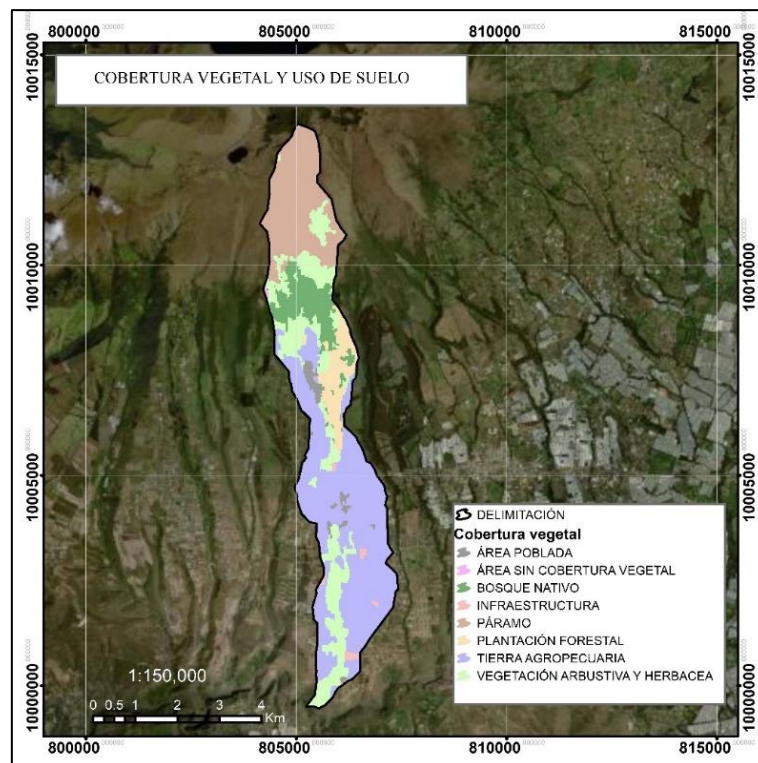 800000 805000 810000 815000
COBERTURA VEGETAL Y USO DE SUELO
10015000 10015000
10010000 10010000
10005000 10005000
10000000 10000000
DELIMITACIÓN
Cobertura vegetal
ÁREA POBLADA
ÁREA SIN COBERTURA VEGETAL
BOSQUE NATIVO
INFRAESTRUCTURA
PÁRAMO
PLANTACIÓN FORESTAL
TIERRA AGROPECUARIA
VEGETACIÓN ARBUSTIVA Y HERBACEA
1:150,000
0 0.5 1 2 3 4
Km
800000 805000 810000 815000